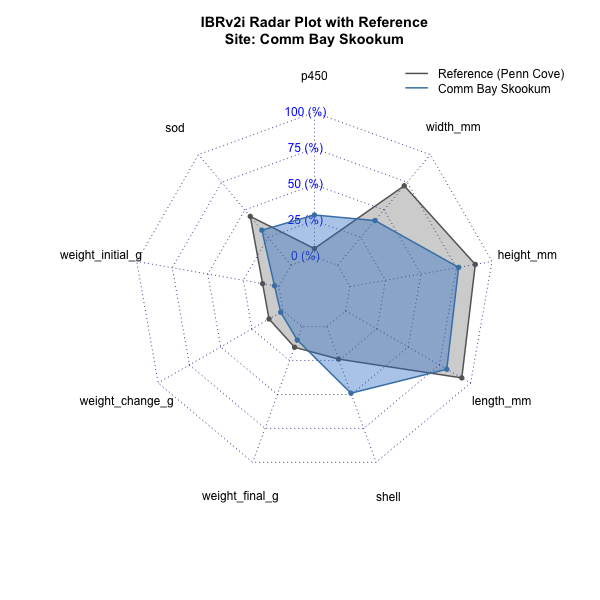 IBRv2i Radar Plot with Reference
Site: Comm Bay Skookum
p450
Reference (Penn Cove)
Comm Bay Skookum
100 (%)
sod
width_mm
75 (%)
50 (%)
25 (%)
weight_initial_g
0 (%)
height_mm
weight_change_g
length_mm
weight_final_g
shell